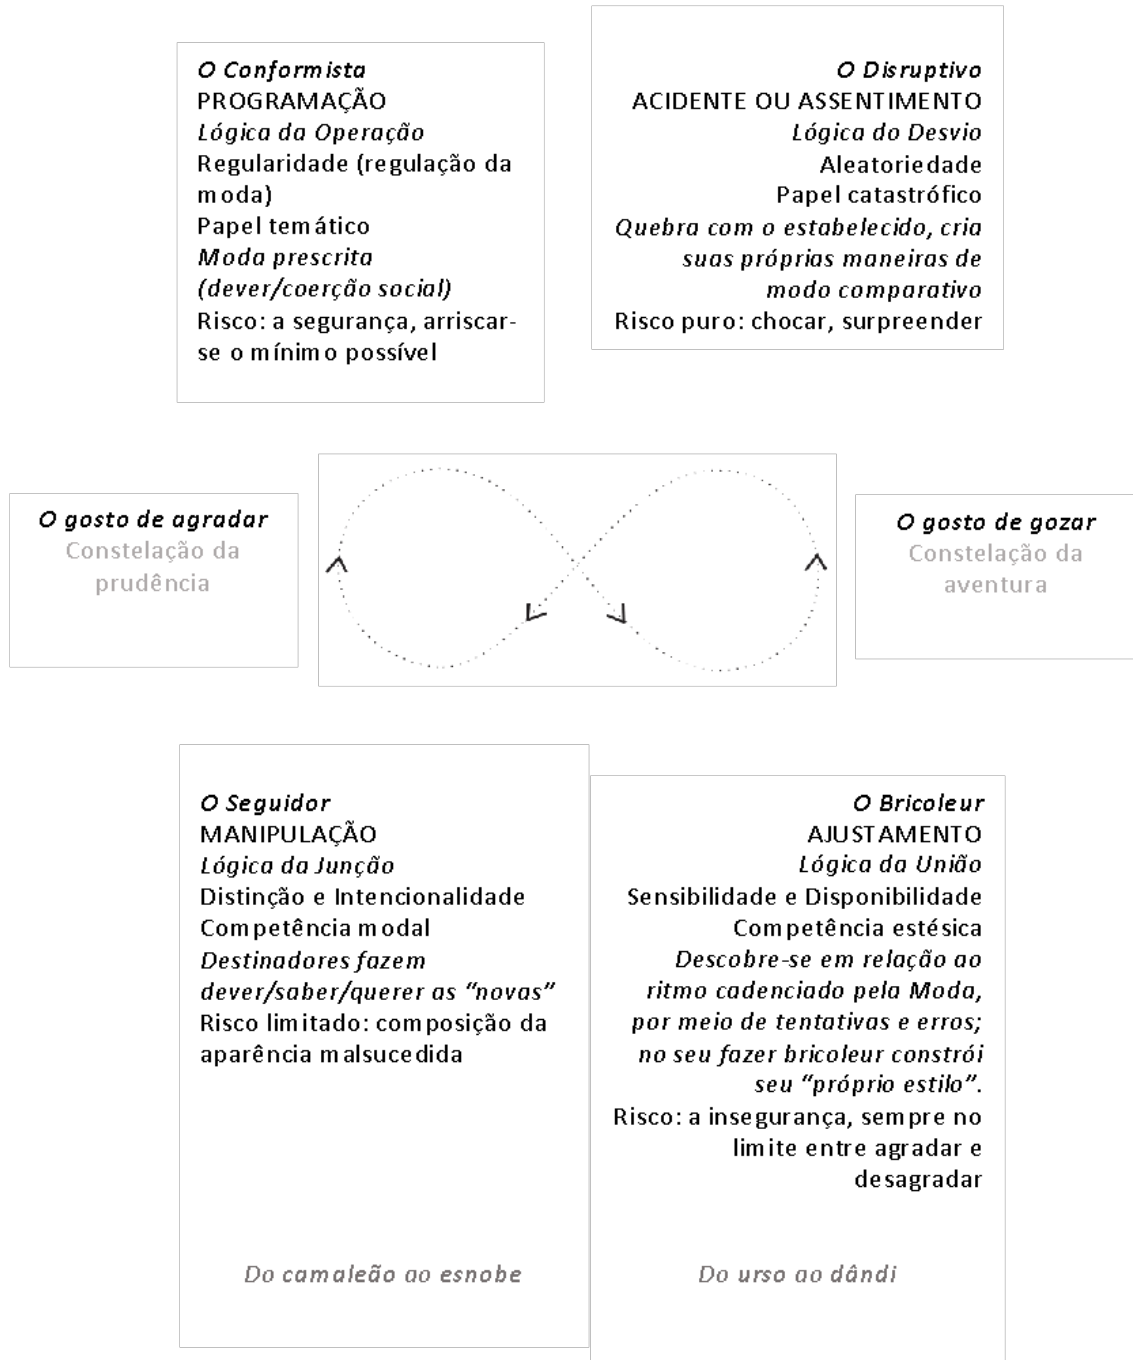 O Conformista
PROGRAMAÇÃO
Lógica da Operação
Regularidade (regulação da
moda)
Papel temático
Moda prescrita
(dever/coerção social)
Risco: a segurança, arriscar-
se o mínimo possível
O Disruptivo
ACIDENTE OU ASSENTIMENTO
Lógica do Desvio
Aleatoriedade
Papel catastrófico
Quebra com o estabelecido, cria
suas próprias maneiras de
modo comparativo
Risco puro: chocar, surpreender
O gosto de agradar
Constelação da
prudência
O gosto de gozar
Constelação da
aventura
O Seguidor
MANIPULAÇÃO
Lógica da Junção
Distinção e Intencionalidade
Competência modal
Destinadores fazem
dever/saber/querer as “novas”
Risco limitado: composição da
aparência malsucedida
Do camaleão ao esnobe
O Bricoleur
AJUSTAMENTO
Lógica da União
Sensibilidade e Disponibilidade
Competência estésica
Descobre-se em relação ao
ritmo cadenciado pela Moda,
por meio de tentativas e erros;
no seu fazer bricoleur constrói
seu “próprio estilo”.
Risco: a insegurança, sempre no
limite entre agradar e
desagradar
Do urso ao dândi